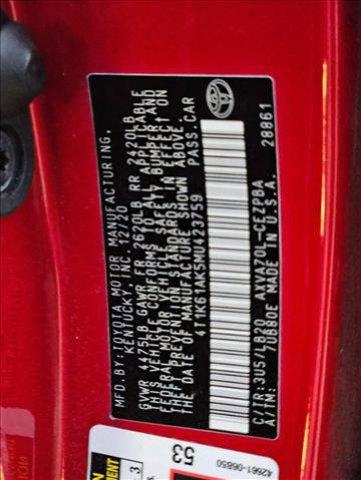 MFD. BY: TOYOTA MOTOR MANUFACTURING,
KENTUCKY, INC. 12/20
GVWR 4475LB GAWR FR 2620LB RR 2420LB
THIS VEHICLE CONFORMS TO ALL APPLICABLE
FEDERAL MOTOR VEHICLE SAFETY, BUMPER, AND
THEFT PREVENTION STANDARDS IN EFFECT ON
THE DATE OF MANUFACTURE SHOWN ABOVE.
4T1K61AK5MU423759 PASS.CAR
C/TR:3U5/LB20 AXVA70L-CEZPBA
A/TM: 7UB80E MADE IN U.S.A. 28861
53
42661-06850